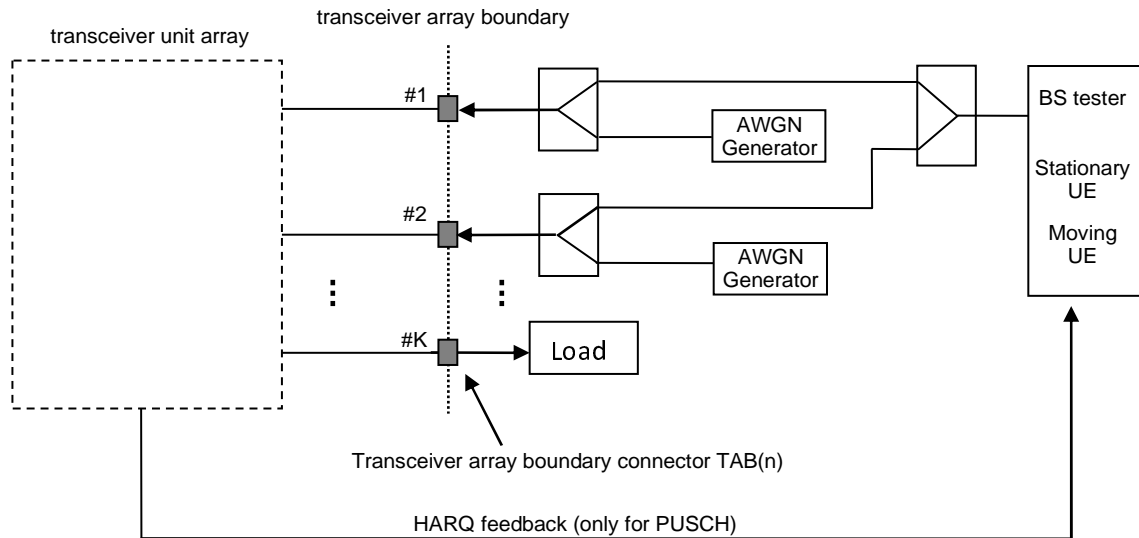 transceiver array boundary
transceiver unit array
#1
AWGN
Generator
BS tester
Stationary
UE
Moving
UE
#2
AWGN
Generator
#K
Load
Transceiver array boundary connector TAB(n)
HARQ feedback (only for PUSCH)